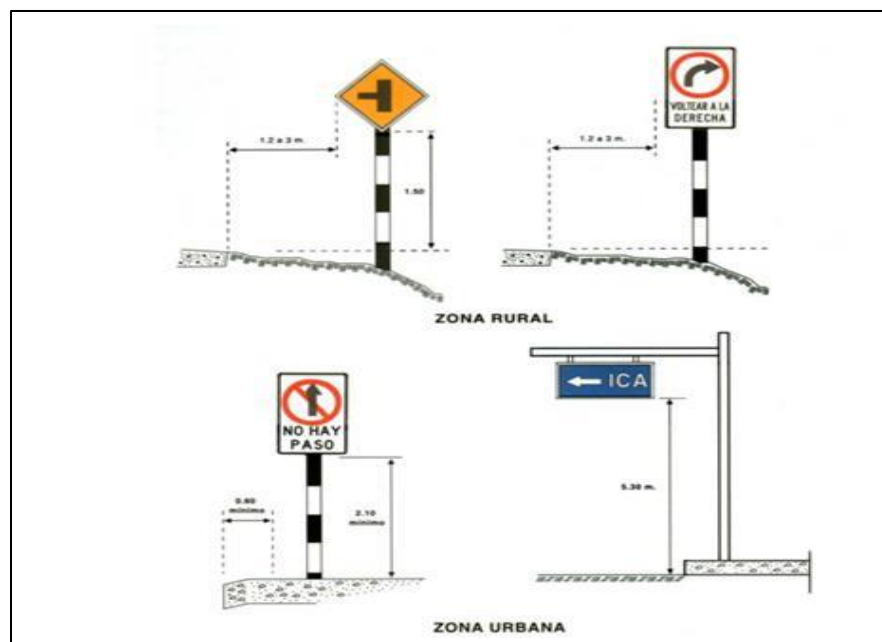 1.2 a 3 m.
1.50
VOLTEAR A LA
DERECHA
1.2 a 3 m.
ZONA RURAL
NO HAY
PASO
0.60
mínimo
2.10
mínimo
← ICA
5.30 m.
ZONA URBANA